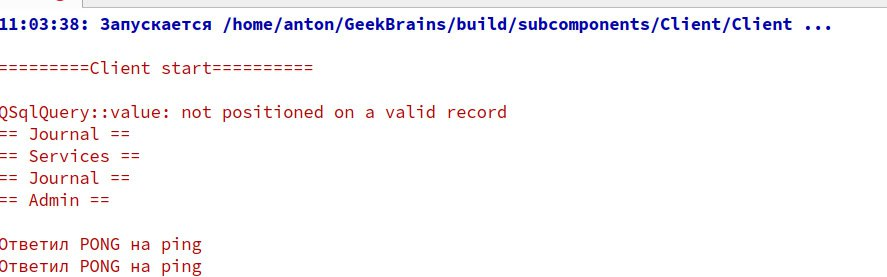 11:03:38: Запускается /home/anton/GeekBrains/build/subcomponents/Client/Client ...
=========Client start==========
QSqlQuery::value: not positioned on a valid record
== Journal ==
== Services ==
== Journal ==
== Admin ==
Ответил PONG на ping
Ответил PONG на ping